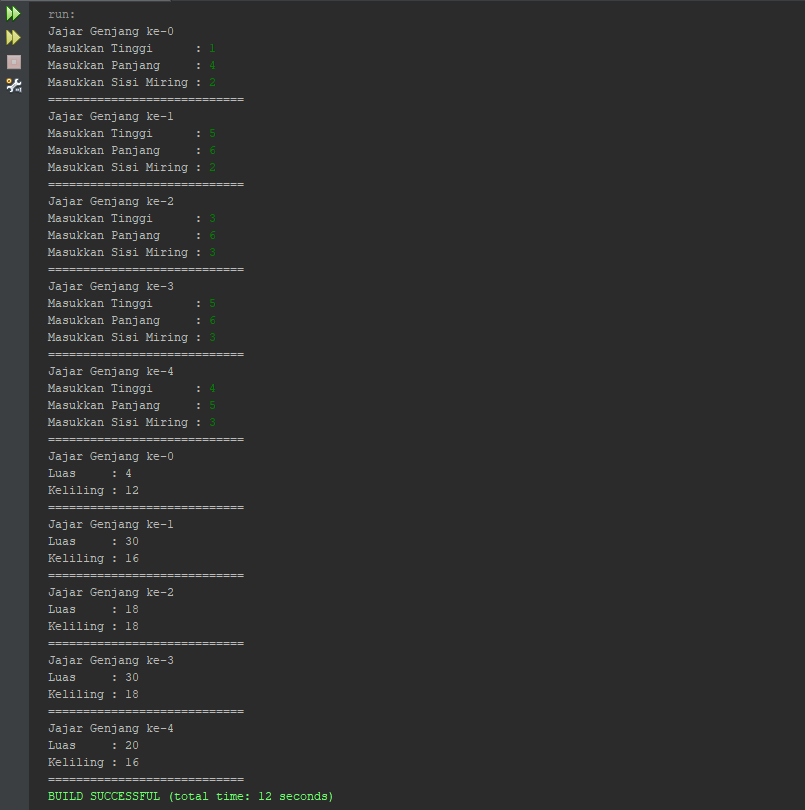 run:
Jajar Genjang ke-0
Masukkan Tinggi      : 1
Masukkan Panjang     : 4
Masukkan Sisi Miring : 2
============================
Jajar Genjang ke-1
Masukkan Tinggi      : 5
Masukkan Panjang     : 6
Masukkan Sisi Miring : 2
============================
Jajar Genjang ke-2
Masukkan Tinggi      : 3
Masukkan Panjang     : 6
Masukkan Sisi Miring : 3
============================
Jajar Genjang ke-3
Masukkan Tinggi      : 5
Masukkan Panjang     : 6
Masukkan Sisi Miring : 3
============================
Jajar Genjang ke-4
Masukkan Tinggi      : 4
Masukkan Panjang     : 5
Masukkan Sisi Miring : 3
============================
Jajar Genjang ke-0
Luas     : 4
Keliling : 12
============================
Jajar Genjang ke-1
Luas     : 30
Keliling : 16
============================
Jajar Genjang ke-2
Luas     : 18
Keliling : 18
============================
Jajar Genjang ke-3
Luas     : 30
Keliling : 18
============================
Jajar Genjang ke-4
Luas     : 20
Keliling : 16
============================
BUILD SUCCESSFUL (total time: 12 seconds)